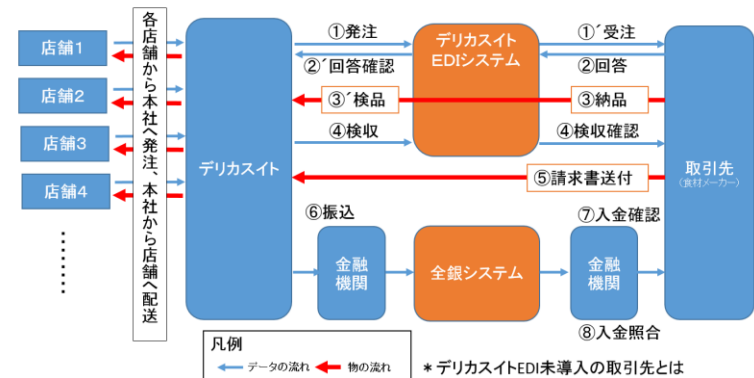 店舗1
店舗2
店舗3
店舗4
各店舗から本社へ発注、本社から店舗へ配送
デリカスイト
①発注
②´回答確認
③´検品
④検収
デリカスイト
EDIシステム
①´受注
②回答
③納品
④検収確認
⑤請求書送付
取引先
(食材メーカー)
⑥振込
金融
機関
全銀システム
⑦入金確認
金融
機関
⑧入金照合
凡例
データの流れ
物の流れ
＊デリカスイトEDI未導入の取引先とは